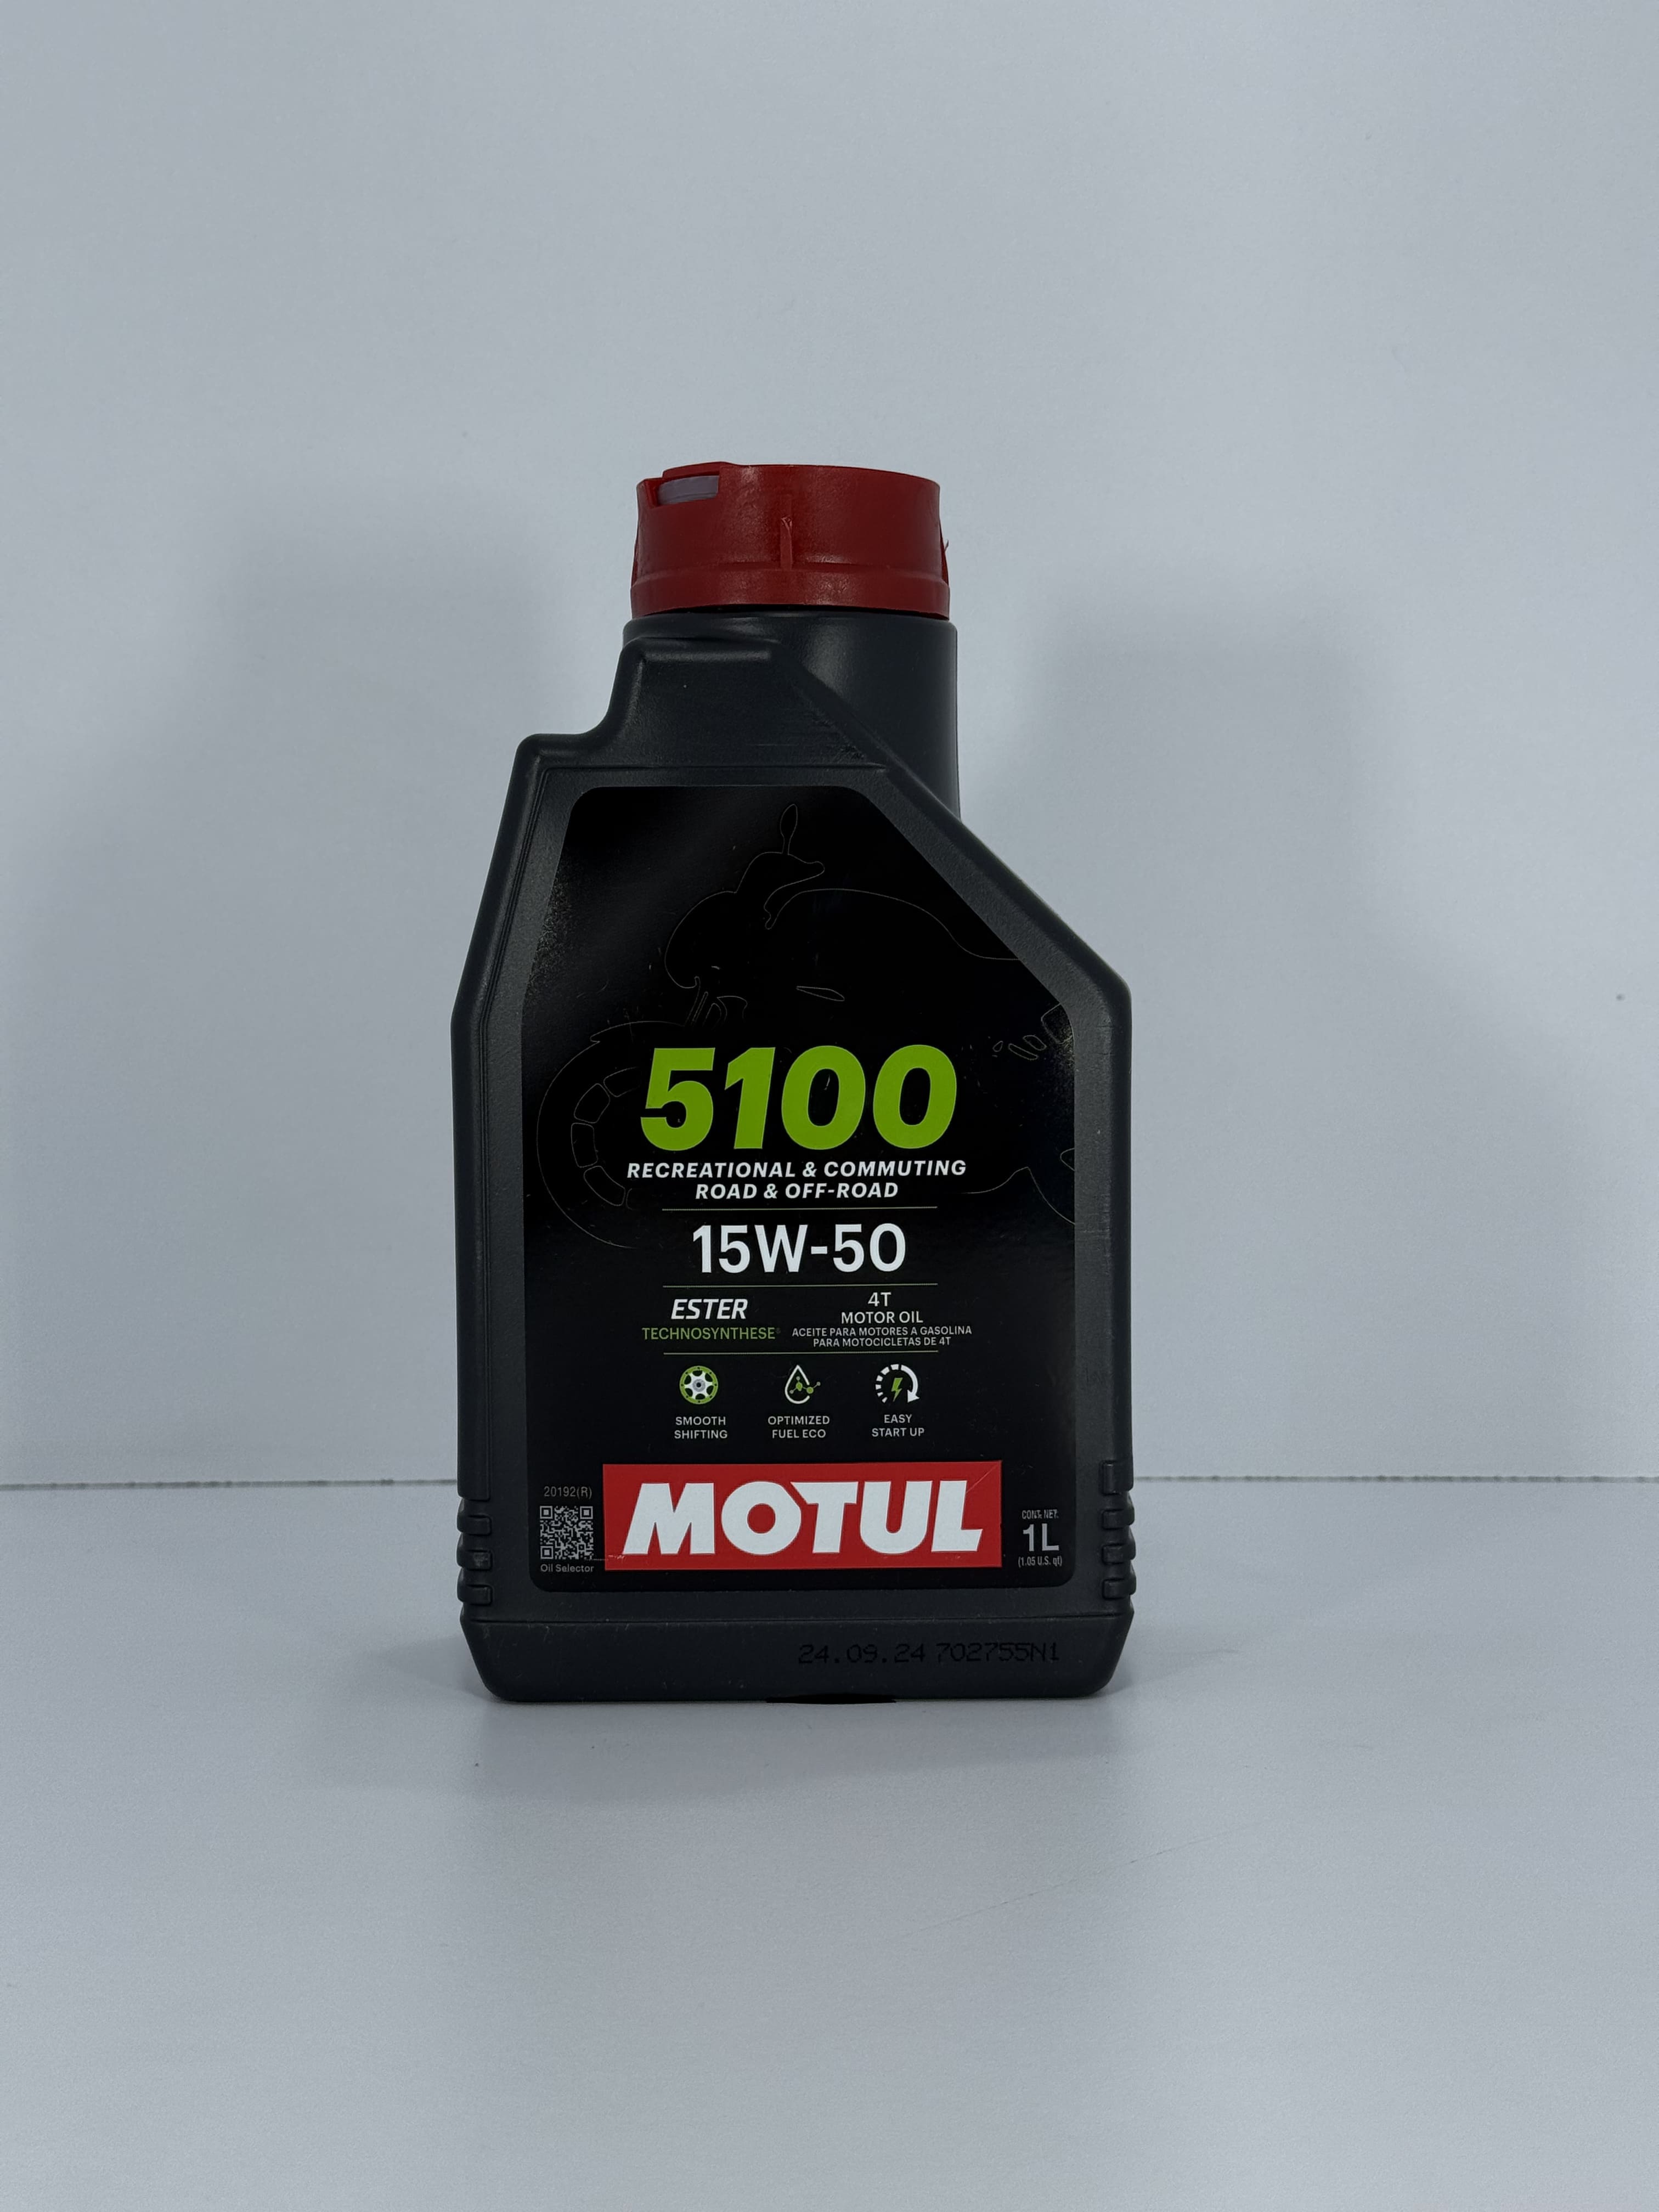 5100
RECREATIONAL & COMMUTING
ROAD & OFF-ROAD
15W-50
ESTER
TECHNOSYNTHESE®
4T
MOTOR OIL
ACEITE PARA MOTORES A GASOLINA
PARA MOTOCICLETAS DE 4T
SMOOTH
SHIFTING
OPTIMIZED
FUEL ECO
EASY
START UP
20192(R)
Oil Selector
MOTUL
CONT. NET.
1L
(1.05 U.S. qt)
24.09.24 702755N1